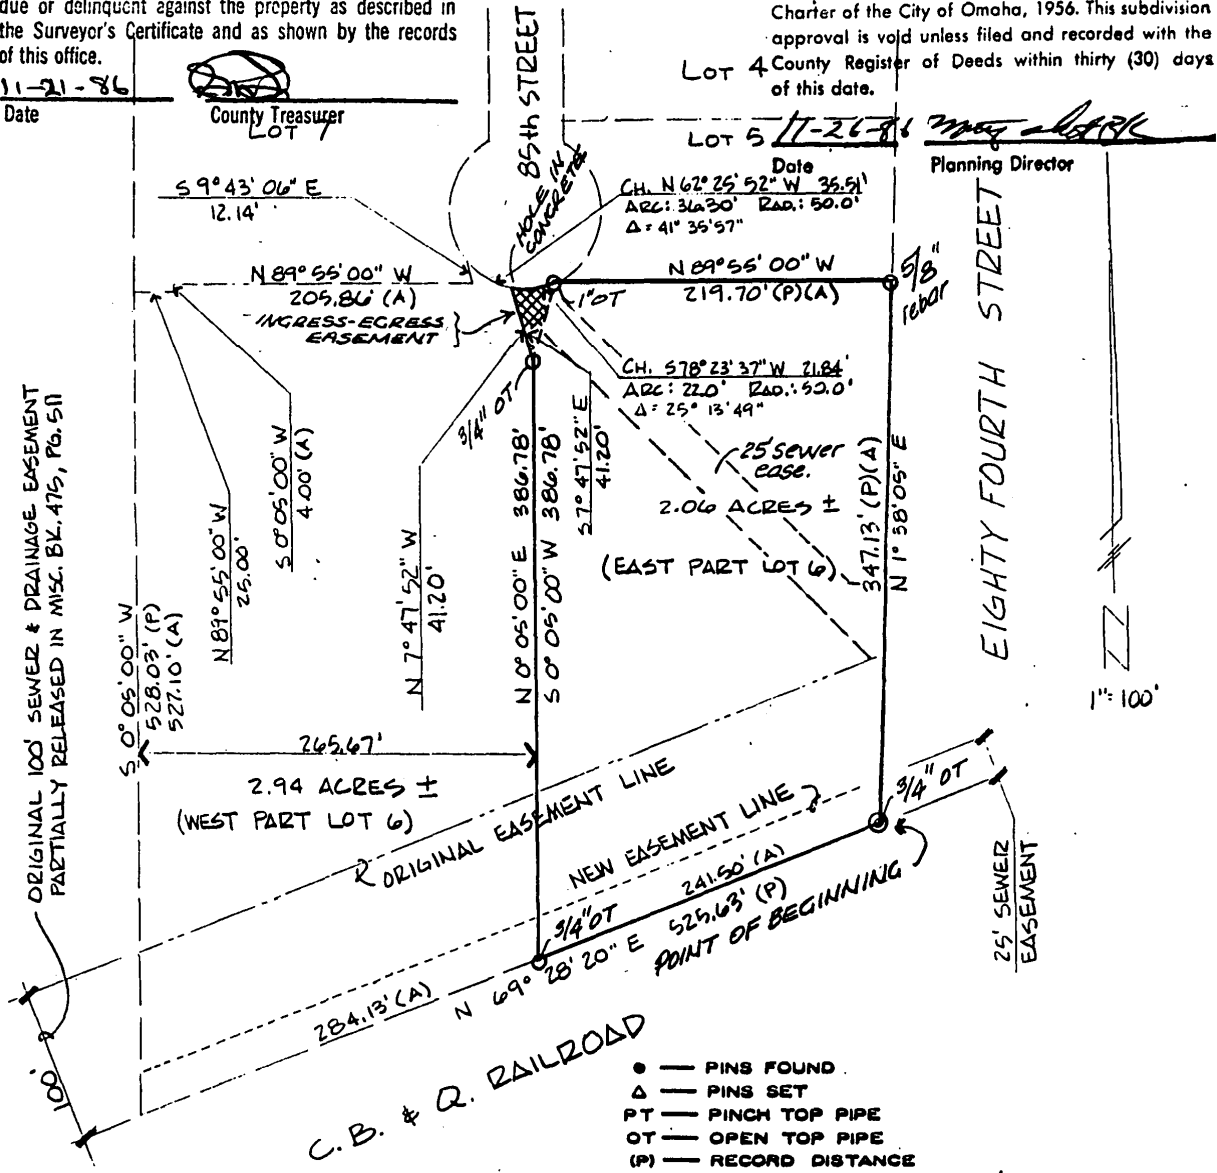 due or delinquent against the property as described in
the Surveyor's Certificate and as shown by the records
of this office.
11-21-86
Date
County Treasurer
LOT 7
85th STREET
Charter of the City of Omaha, 1956. This subdivision
approval is void unless filed and recorded with the
County Register of Deeds within thirty (30) days
of this date.
LOT 4
LOT 5
11-26-86
Date
Planning Director
S 9° 43' 06" E
12.14'
HOLE IN
CONCRETE
CH. N 62° 25' 52" W 35.51'
ARC: 36.30' RAD.: 50.0'
Δ = 41° 35' 57"
N 89° 55' 00" W
205.86' (A)
INGRESS-EGRESS
EASEMENT
N 89° 55' 00" W
219.70' (P)(A)
1" OT
5/8"
rebar
CH. S 78° 23' 37" W 21.84'
ARC: 22.0' RAD.: 50.0'
Δ = 25° 13' 49"
3/4" OT
25' sewer
ease.
2.06 ACRES ±
(EAST PART LOT 6)
347.13' (P)(A)
N 1° 38' 05" E
EIGHTY FOURTH STREET
1": 100'
ORIGINAL 100' SEWER & DRAINAGE EASEMENT
PARTIALLY RELEASED IN MISC. BK. 475, PG. 511
S 0° 05' 00" W
528.03' (P)
527.10' (A)
N 89° 55' 00" W
25.00'
S 0° 05' 00" W
4.00' (A)
N 7° 47' 52" W
41.20'
N 0° 05' 00" E 386.78'
S 0° 05' 00" W 386.78'
S 7° 47' 52" E
41.20'
265.67'
2.94 ACRES ±
(WEST PART LOT 6)
ORIGINAL EASEMENT LINE
NEW EASEMENT LINE
3/4" OT
241.50' (A)
3/4" OT
N 69° 28' 20" E 525.63' (P)
POINT OF BEGINNING
25' SEWER
EASEMENT
284.13' (A)
100'
C. B. & Q. RAILROAD
● — PINS FOUND
Δ — PINS SET
PT — PINCH TOP PIPE
OT — OPEN TOP PIPE
(P) — RECORD DISTANCE